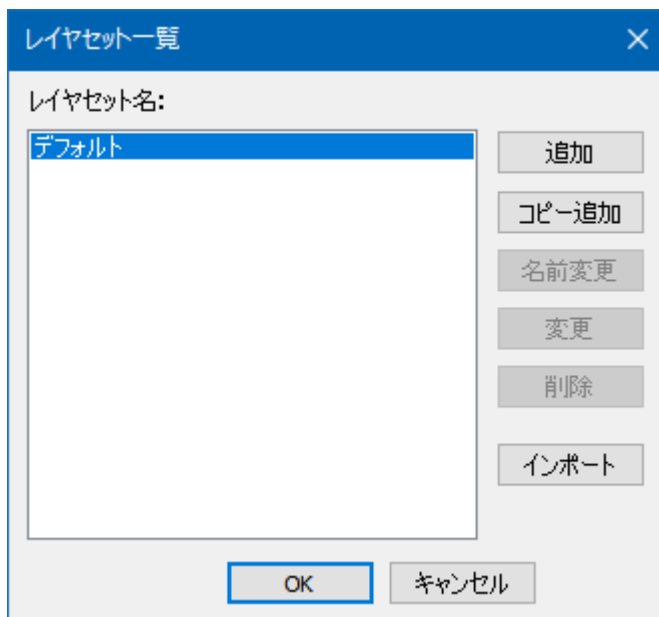 レイヤセット一覧
レイヤセット名:
デフォルト
追加
コピー追加
名前変更
変更
削除
インポート
OK
キャンセル